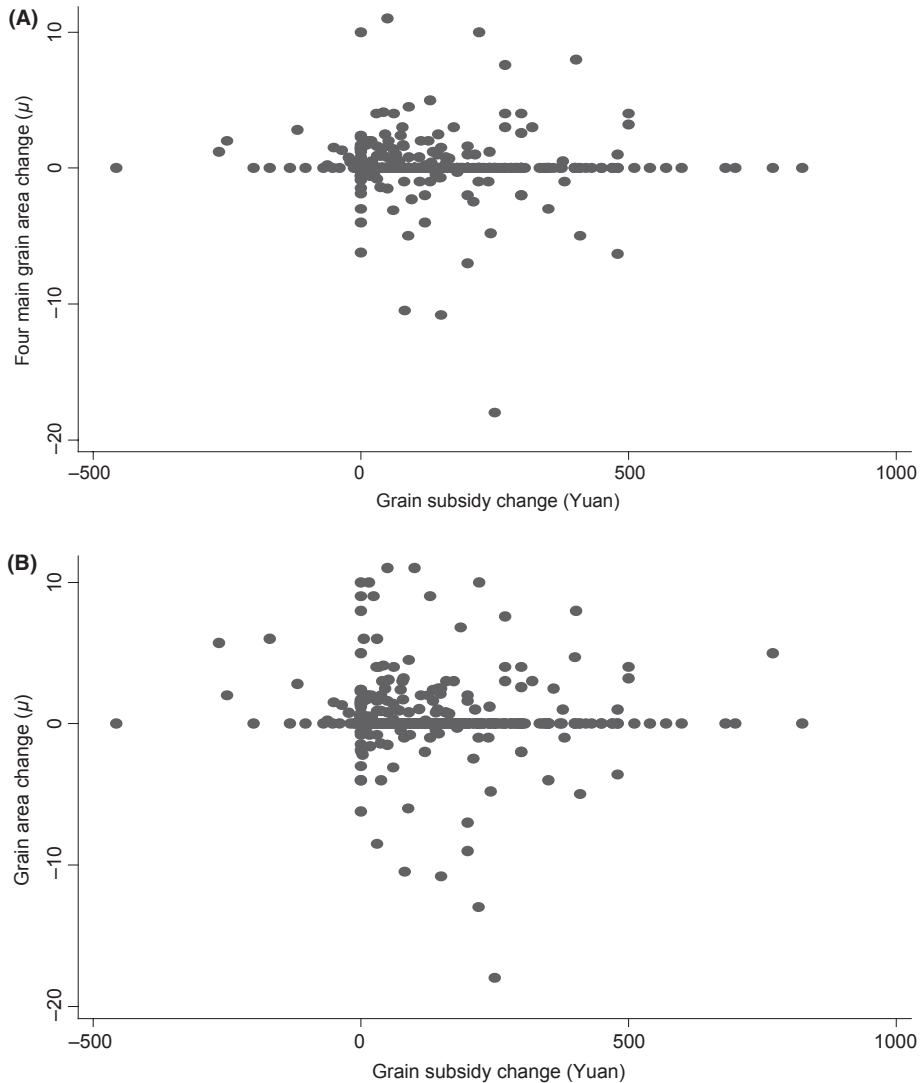 (A)
Four main grain area change (μ)
10
0
−10
−20
−500
0
500
1000
Grain subsidy change (Yuan)
(B)
Grain area change (μ)
10
0
−10
−20
−500
0
500
1000
Grain subsidy change (Yuan)